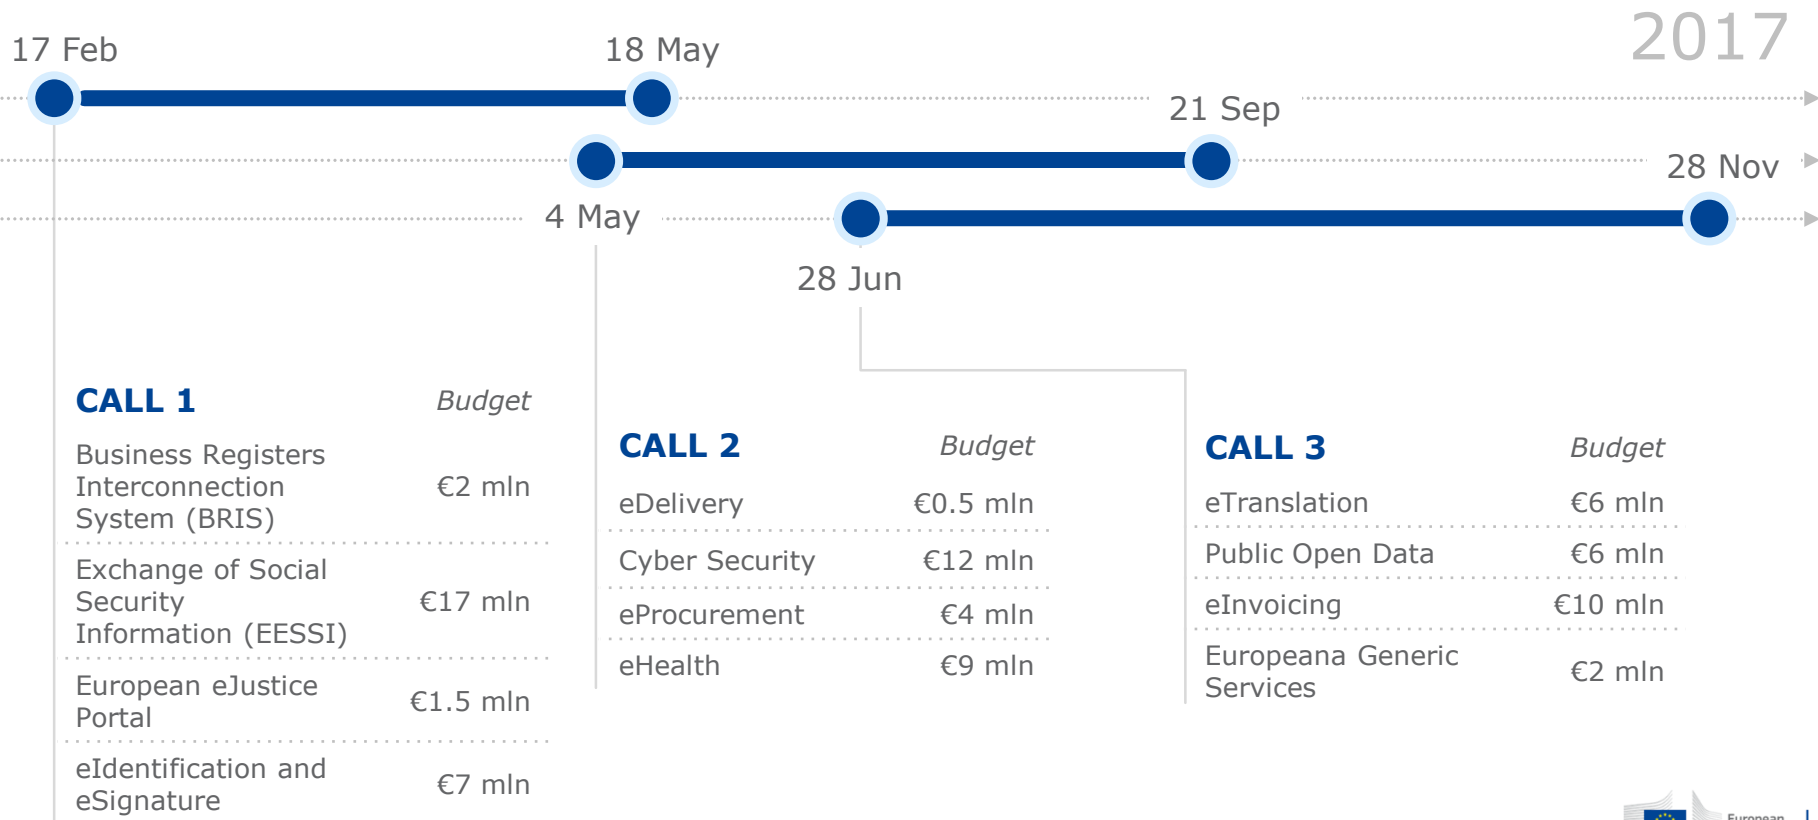 2017
17 Feb
18 May
21 Sep
28 Nov
4 May
28 Jun
CALL 1 Budget
Business Registers
Interconnection
System (BRIS)
€2 mln
Exchange of Social
Security
Information (EESSI)
€17 mln
European eJustice
Portal
€1.5 mln
eIdentification and
eSignature
€7 mln
CALL 2 Budget
eDelivery €0.5 mln
Cyber Security €12 mln
eProcurement €4 mln
eHealth €9 mln
CALL 3 Budget
eTranslation €6 mln
Public Open Data €6 mln
eInvoicing €10 mln
Europeana Generic
Services
€2 mln
European